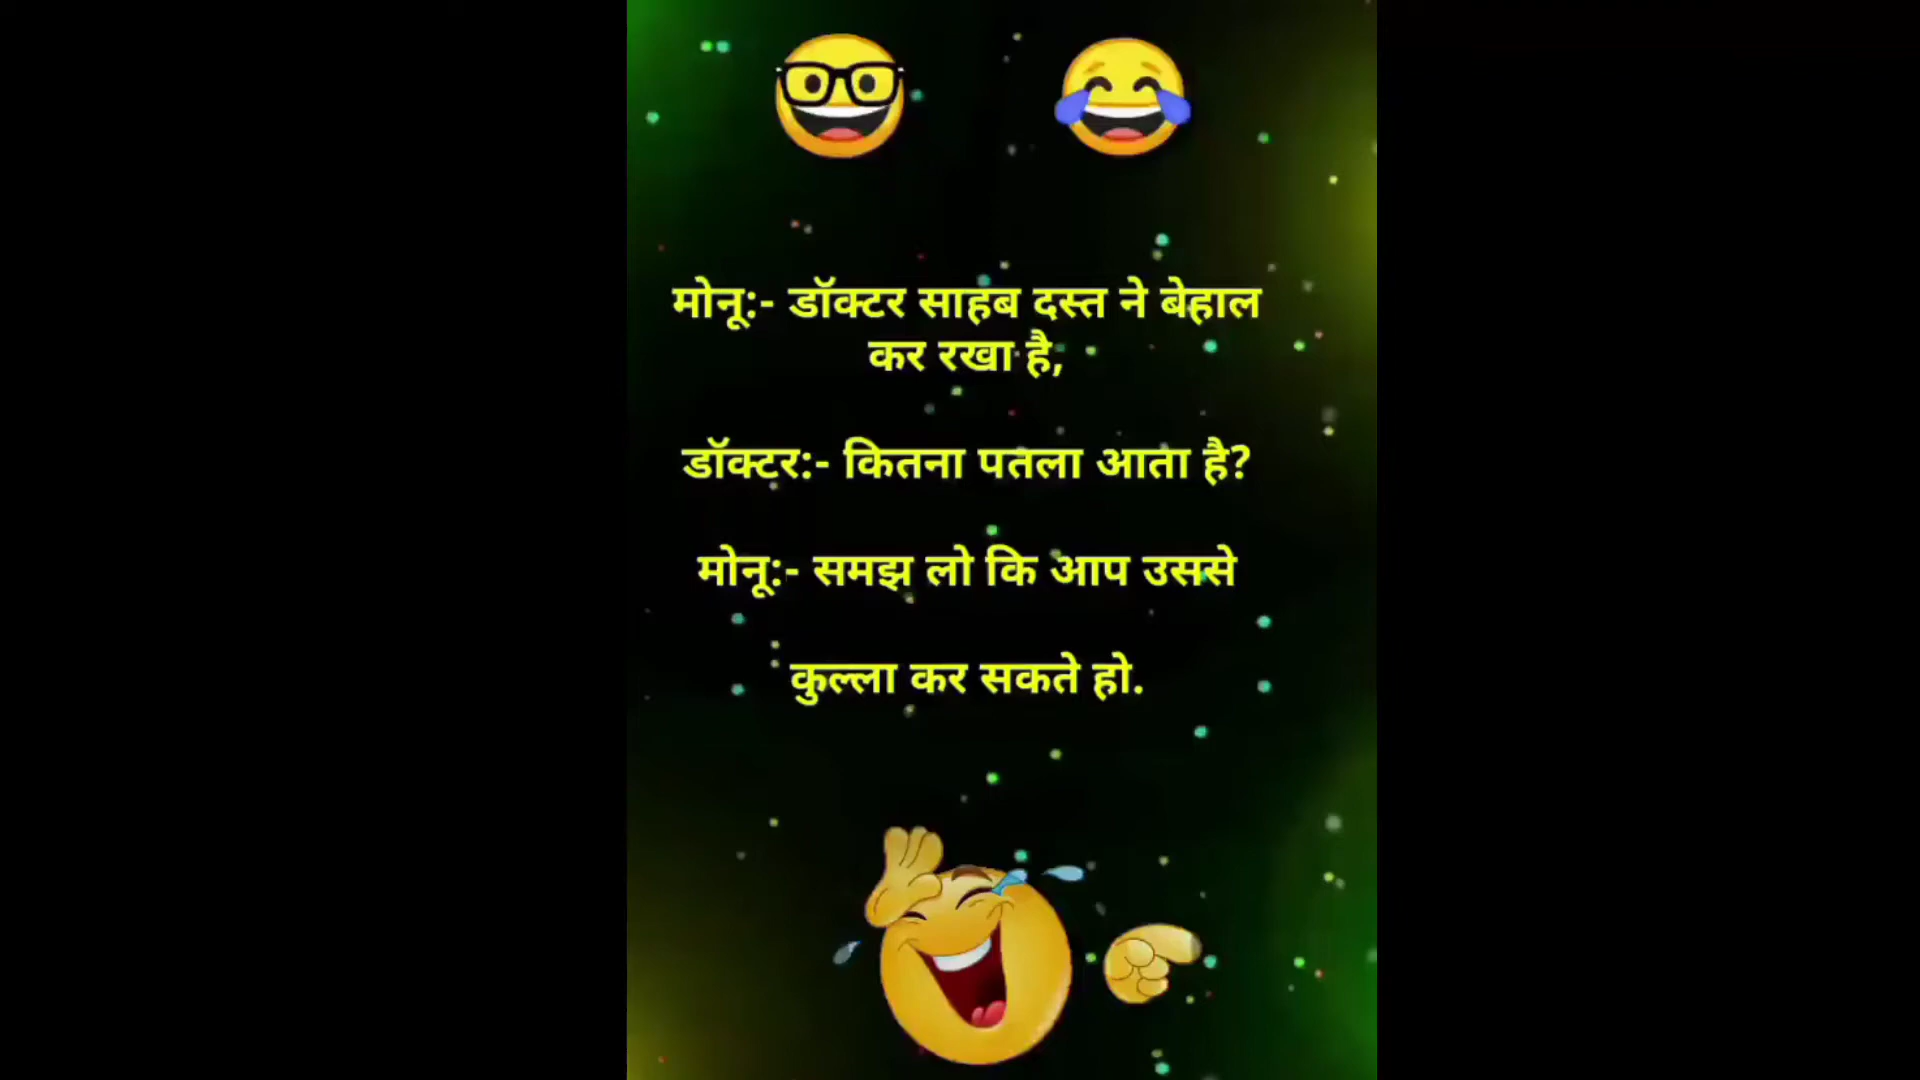 मोनू:- डॉक्टर साहब दस्त ने बेहाल
कर रखा है,
डॉक्टर:- कितना पतला आता है?
मोनू:- समझ लो कि आप उससे
कुल्ला कर सकते हो.